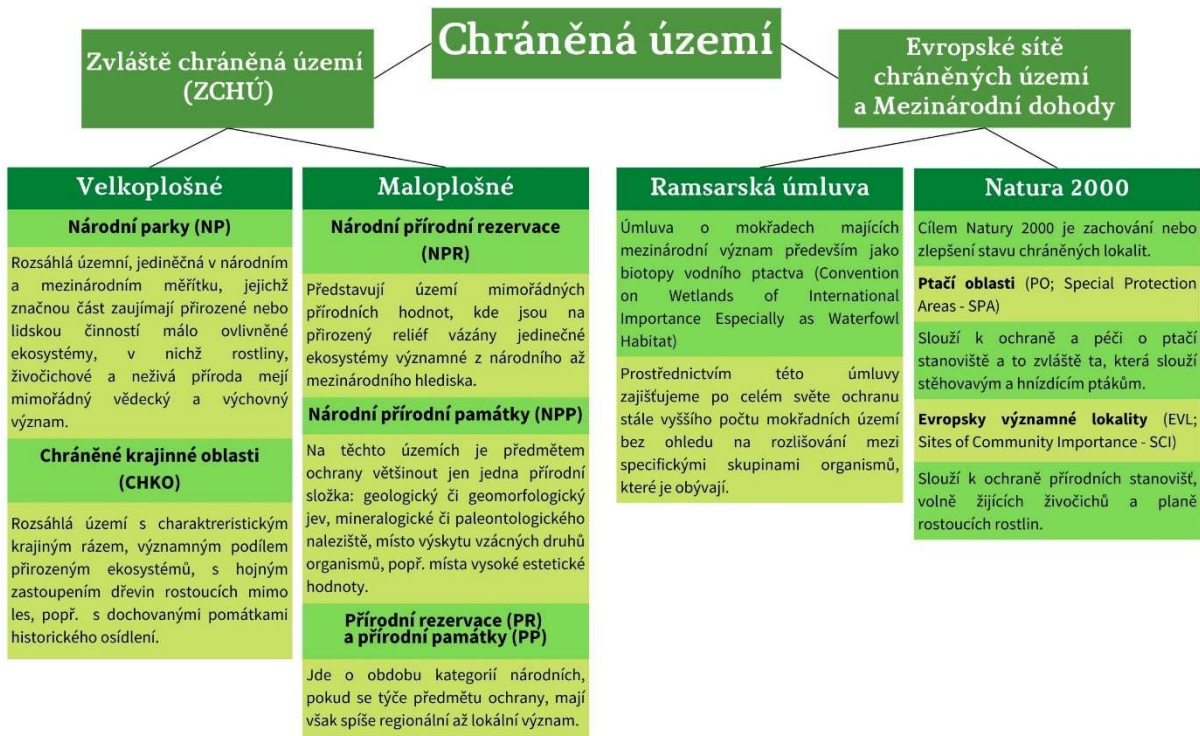 Chráněná území
Zvláště chráněná území
(ZCHÚ)
Evropské sítě
chráněných území
a Mezinárodní dohody
Velkoplošné
Národní parky (NP)
Rozsáhlá územní, jediněčná v národním
a mezinárodním měřítku, jejichž
značnou část zaujímají přirozené nebo
lidskou činností málo ovlivněné
ekosystémy, v nichž rostliny,
živočichové a neživá příroda mejí
mimořádný vědecký a výchovný
význam.
Chráněné krajinné oblasti
(CHKO)
Rozsáhlá území s charaktreristickým
krajiným rázem, významným podílem
přirozeným ekosystémů, s hojným
zastoupením dřevin rostoucích mimo
les, popř. s dochovanými pomátkami
historického osídlení.
Maloplošné
Národní přírodní rezervace
(NPR)
Představují území mimořádných
přírodních hodnot, kde jsou na
přirozený reliéf vázány jedinečné
ekosystémy významné z národního až
mezinárodního hlediska.
Národní přírodní památky (NPP)
Na těchto územích je předmětem
ochrany většinout jen jedna přírodní
složka: geologický či geomorfologický
jev, mineralogické či paleontologického
naleziště, místo výskytu vzácných druhů
organismů, popř. místa vysoké estetické
hodnoty.
Přírodní rezervace (PR)
a přírodní památky (PP)
Jde o obdobu kategorií národních,
pokud se týče předmětu ochrany, mají
však spíše regionální až lokální význam.
Ramsarská úmluva
Úmluva o mokřadech majících
mezinárodní význam především jako
biotopy vodního ptactva (Convention
on Wetlands of International
Importance Especially as Waterfowl
Habitat)
Prostřednictvím této úmluvy
zajišťujeme po celém světe ochranu
stále vyššího počtu mokřadních území
bez ohledu na rozlišování mezi
specifickými skupinami organismů,
které je obývají.
Natura 2000
Cílem Natury 2000 je zachování nebo
zlepšení stavu chráněných lokalit.
Ptačí oblasti (PO; Special Protection
Areas - SPA)
Slouží k ochraně a péči o ptačí
stanoviště a to zvláště ta, která slouží
stěhovavým a hnízdícím ptákům.
Evropsky významné lokality (EVL;
Sites of Community Importance - SCI)
Slouží k ochraně přírodních stanovišť,
volně žijících živočichů a planě
rostoucích rostlin.